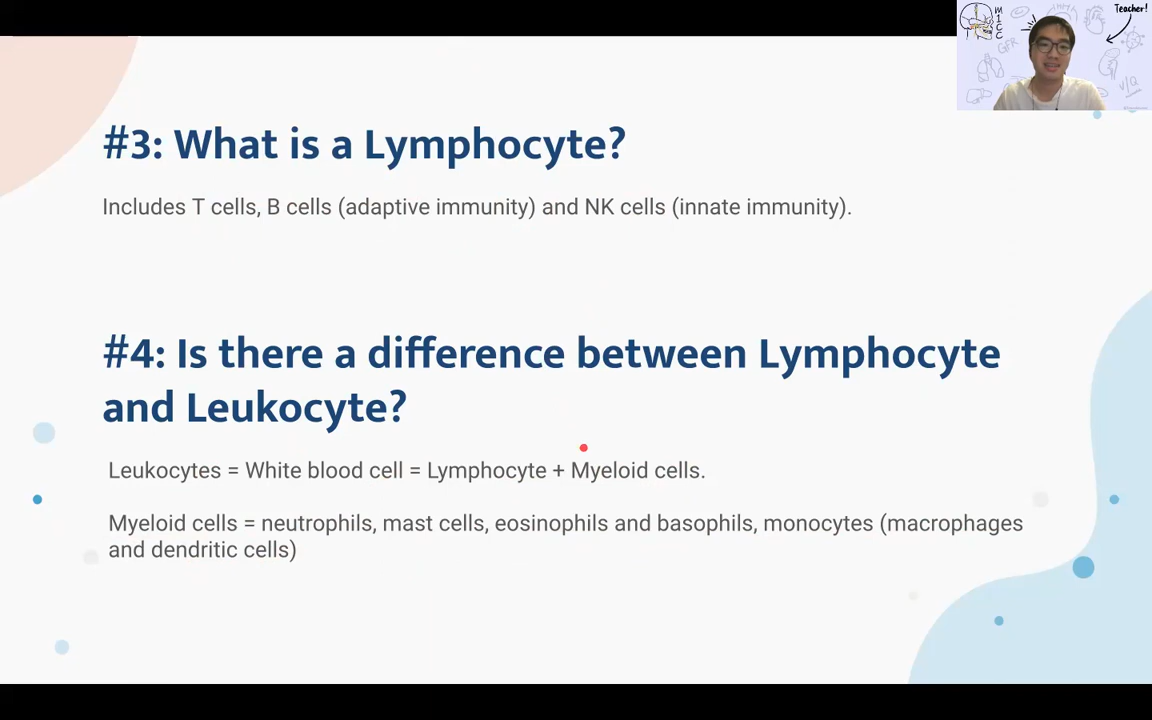 Teacher!
M
I
C
C
GFR
V/Q
#3: What is a Lymphocyte?
Includes T cells, B cells (adaptive immunity) and NK cells (innate immunity).
#4: Is there a difference between Lymphocyte
and Leukocyte?
Leukocytes = White blood cell = Lymphocyte + Myeloid cells.
Myeloid cells = neutrophils, mast cells, eosinophils and basophils, monocytes (macrophages
and dendritic cells)